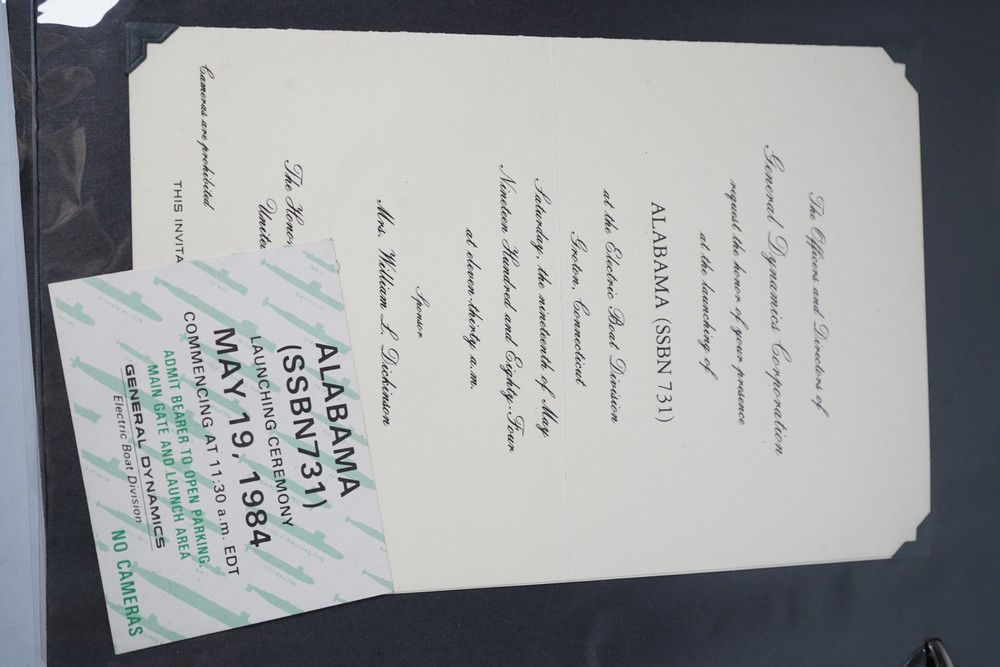 The Officers and Directors of
General Dynamics Corporation
request the honor of your presence
at the launching of
ALABAMA (SSBN 731)
at the Electric Boat Division
Groton, Connecticut
Saturday, the nineteenth of May
Nineteen Hundred and Eighty-Four
at eleven-thirty a.m.
Sponsor
Mrs. William L. Dickinson
The Honor
Unite
Cameras are prohibited
THIS INVITA
ALABAMA
(SSBN731)
LAUNCHING CEREMONY
MAY 19, 1984
COMMENCING AT 11:30 a.m. EDT
ADMIT BEARER TO OPEN PARKING,
MAIN GATE AND LAUNCH AREA
GENERAL DYNAMICS
Electric Boat Division
NO CAMERAS